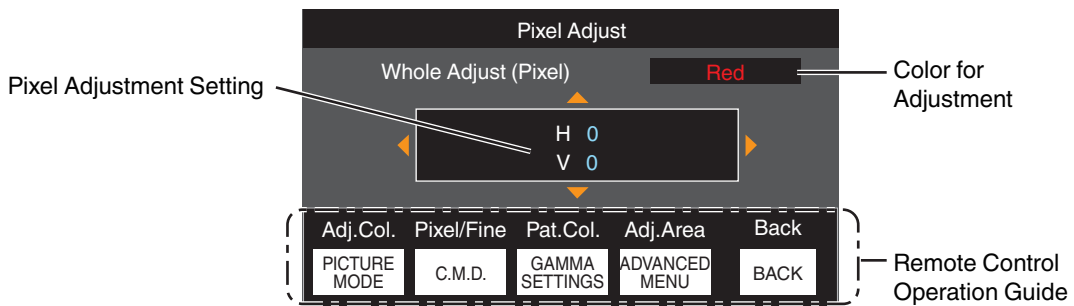 Pixel Adjust
Whole Adjust (Pixel) Red
Pixel Adjustment Setting
Color for
Adjustment
H 0
V 0
Adj.Col. Pixel/Fine Pat.Col. Adj.Area Back
PICTURE
MODE
C.M.D.
GAMMA
SETTINGS
ADVANCED
MENU
BACK
Remote Control
Operation Guide